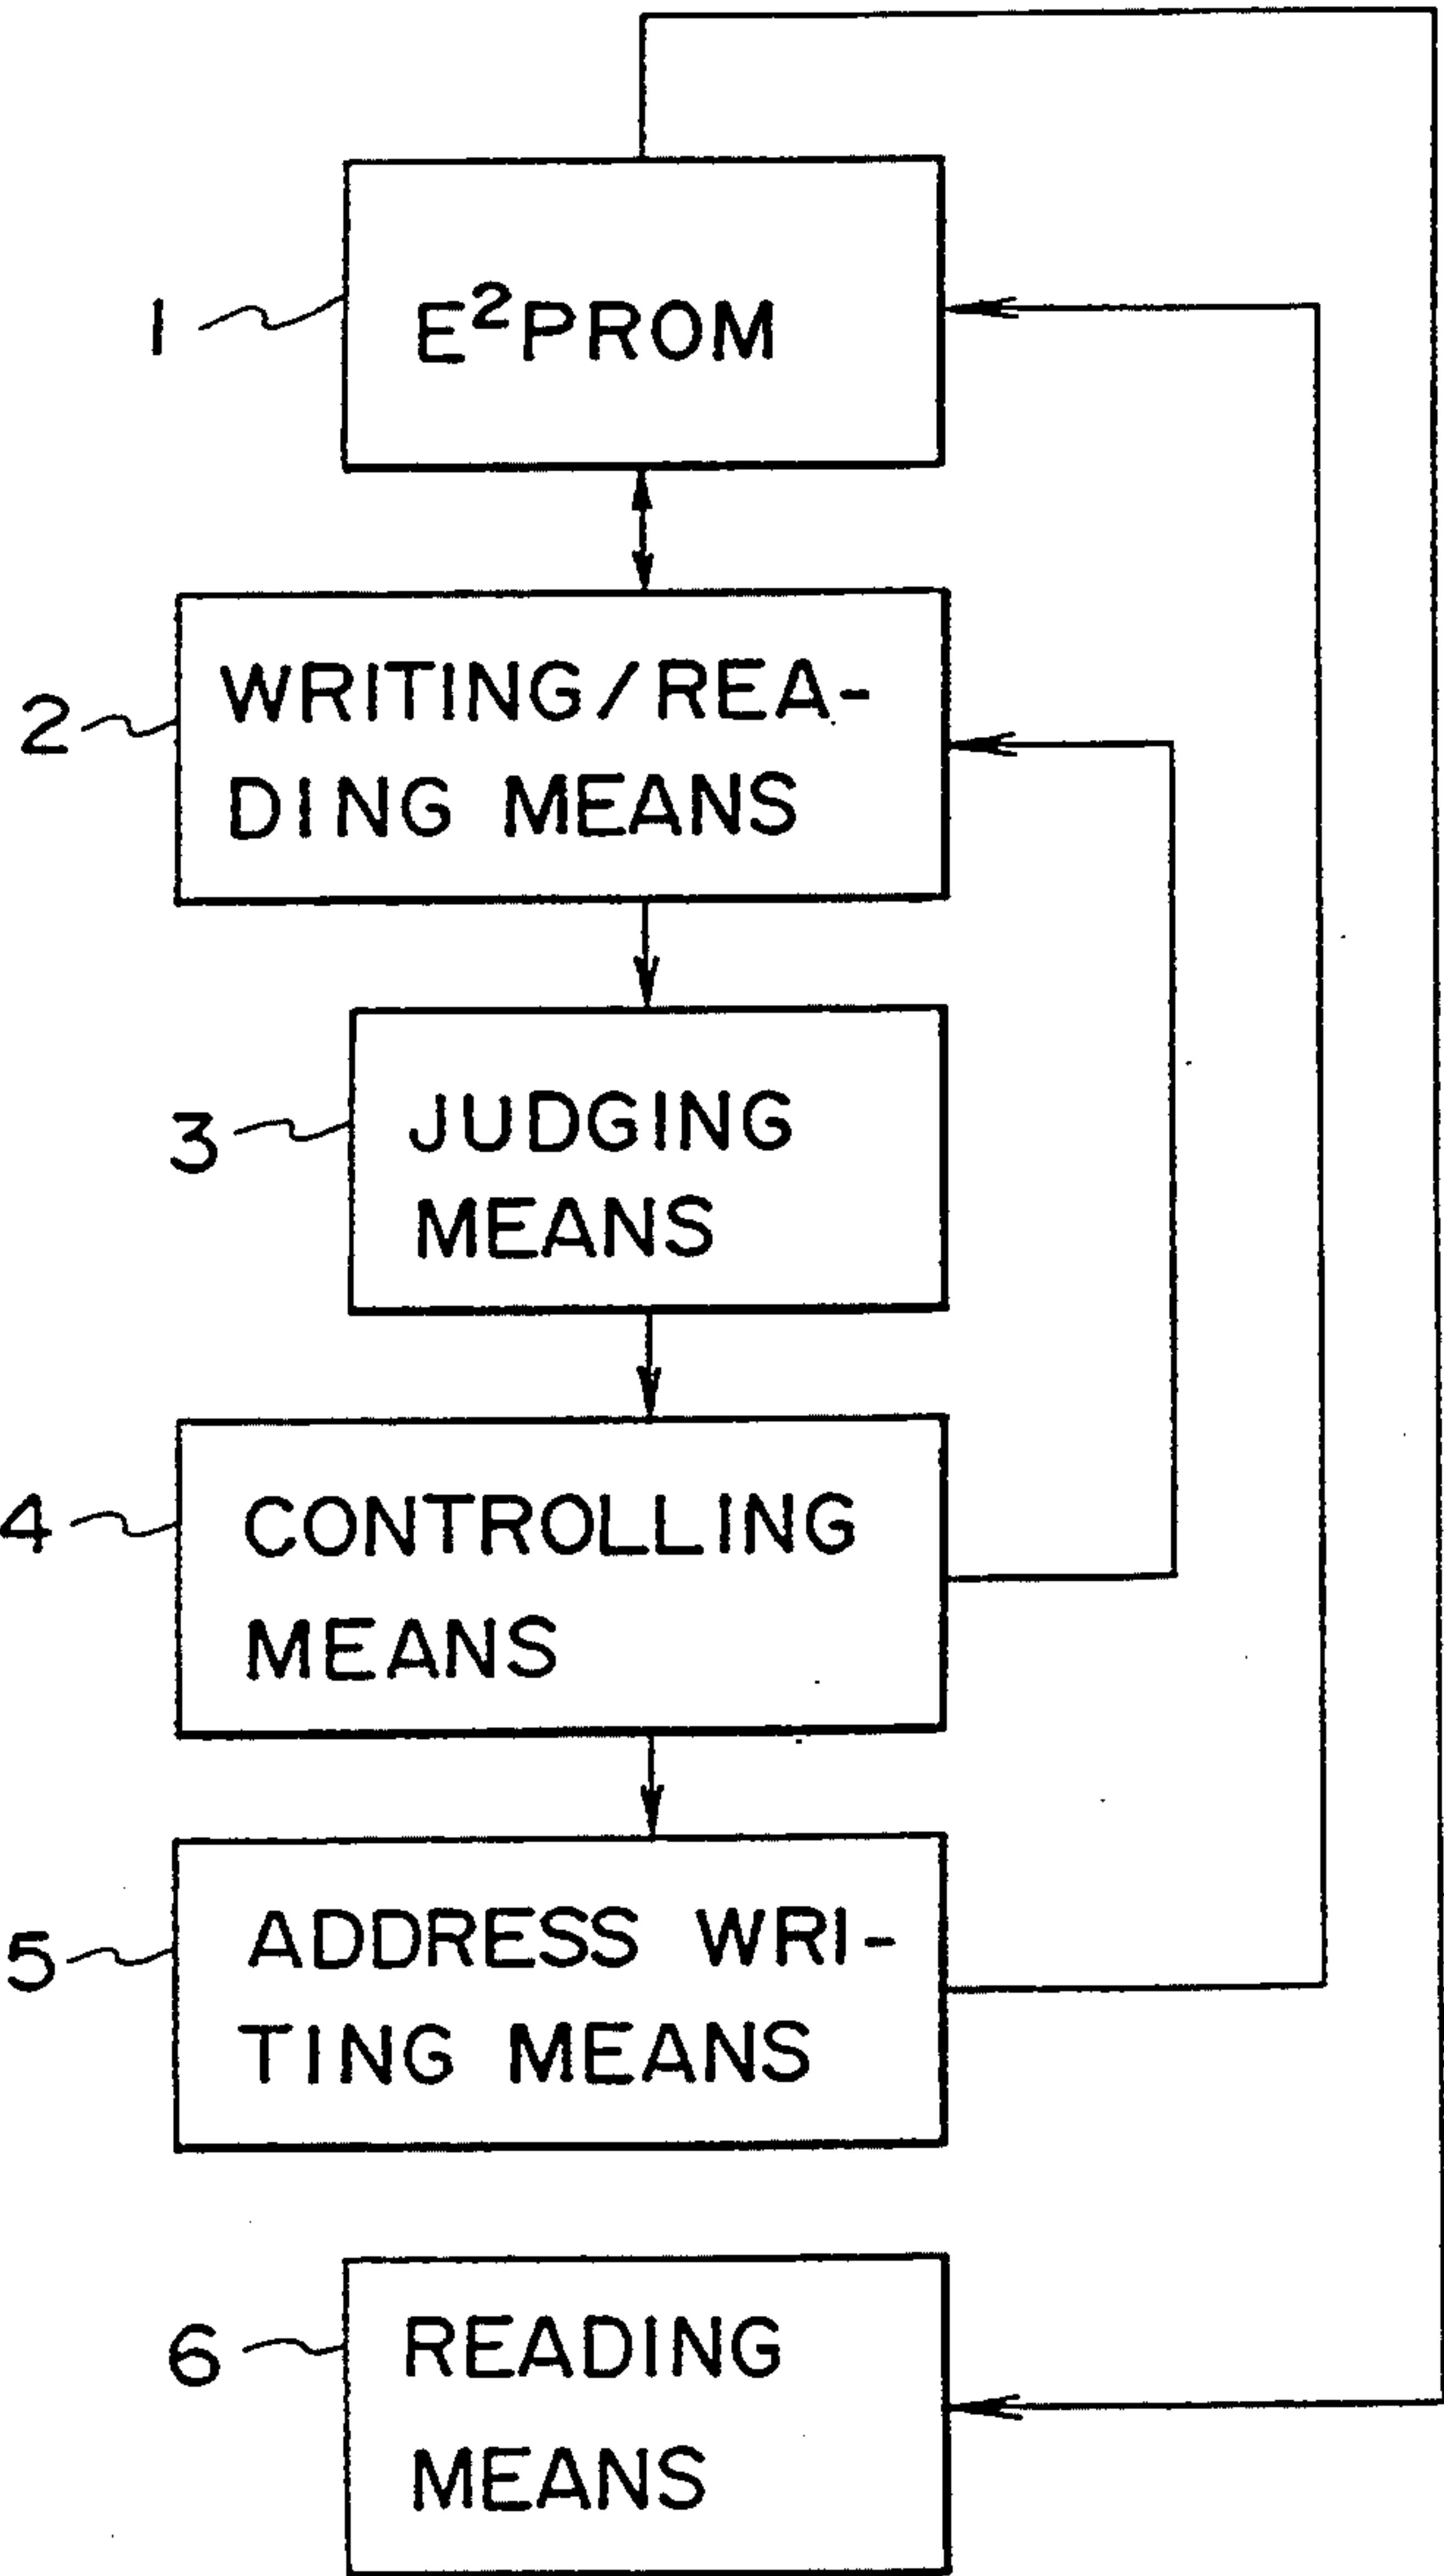 1
E²PROM
2
WRITING/REA-
DING MEANS
3
JUDGING
MEANS
4
CONTROLLING
MEANS
5
ADDRESS WRI-
TING MEANS
6
READING
MEANS